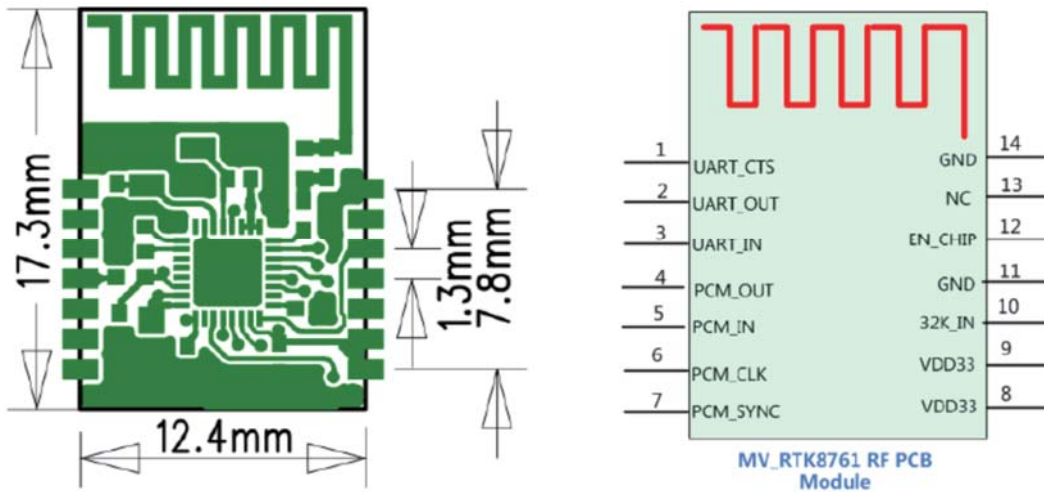 17.3mm
1.3mm
7.8mm
12.4mm
1 UART_CTS
2 UART_OUT
3 UART_IN
4 PCM_OUT
5 PCM_IN
6 PCM_CLK
7 PCM_SYNC
GND 14
NC 13
EN_CHIP 12
GND 11
32K_IN 10
VDD33 9
VDD33 8
MV_RTK8761 RF PCB
Module